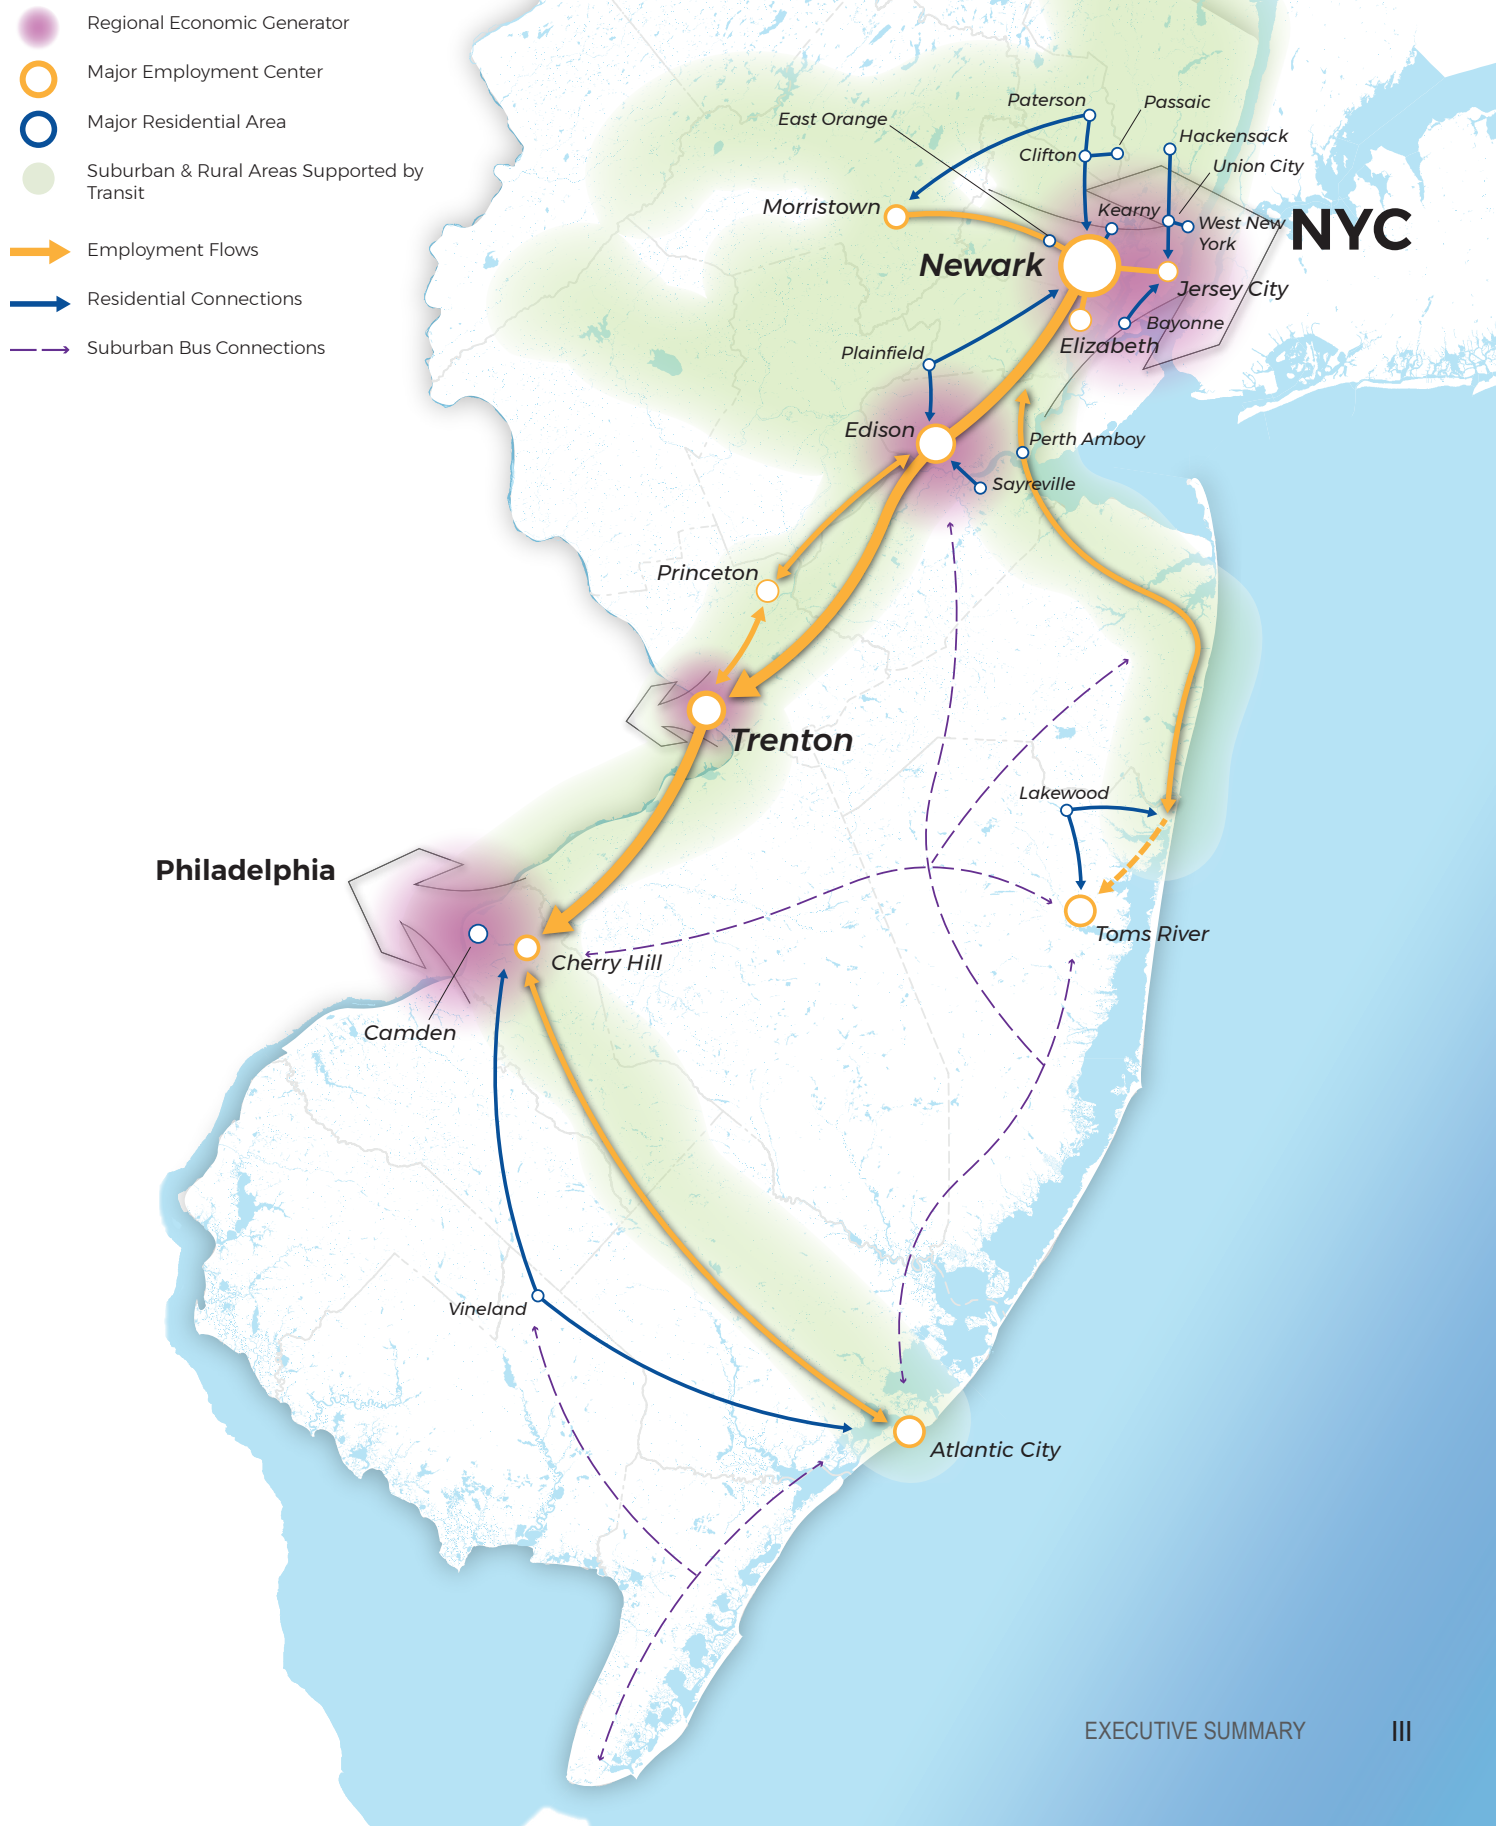 Regional Economic Generator
Major Employment Center
Major Residential Area
Suburban & Rural Areas Supported by
Transit
Employment Flows
Residential Connections
Suburban Bus Connections
Paterson
Passaic
East Orange
Hackensack
Clifton
Union City
Morristown
Kearny
West New
York
NYC
Newark
Jersey City
Bayonne
Elizabeth
Plainfield
Edison
Perth Amboy
Sayreville
Princeton
Trenton
Lakewood
Philadelphia
Toms River
Cherry Hill
Camden
Vineland
Atlantic City
EXECUTIVE SUMMARY III